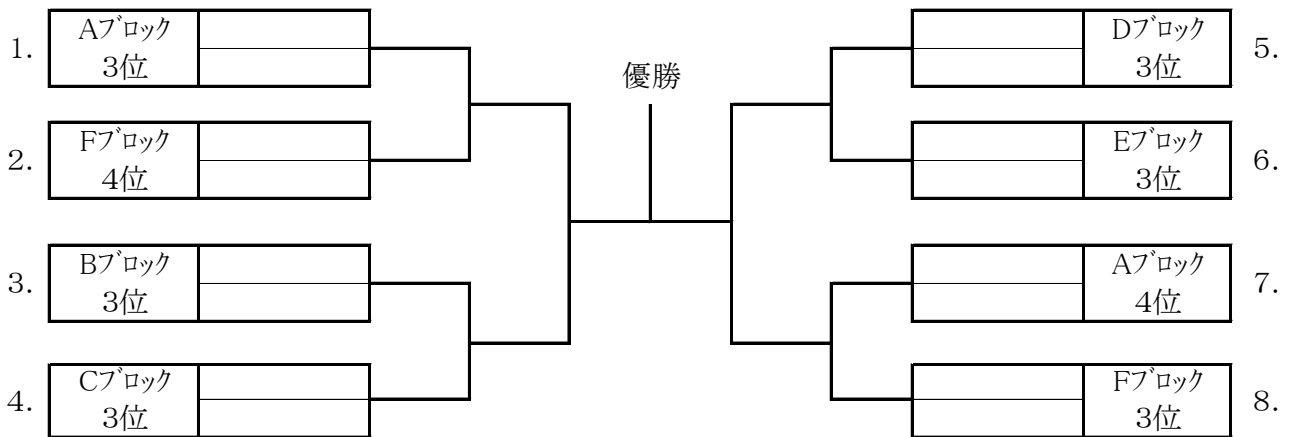 1.
Aブロック
3位
2.
Fブロック
4位
3.
Bブロック
3位
4.
Cブロック
3位
優勝
Dブロック
3位
5.
Eブロック
3位
6.
Aブロック
4位
7.
Fブロック
3位
8.